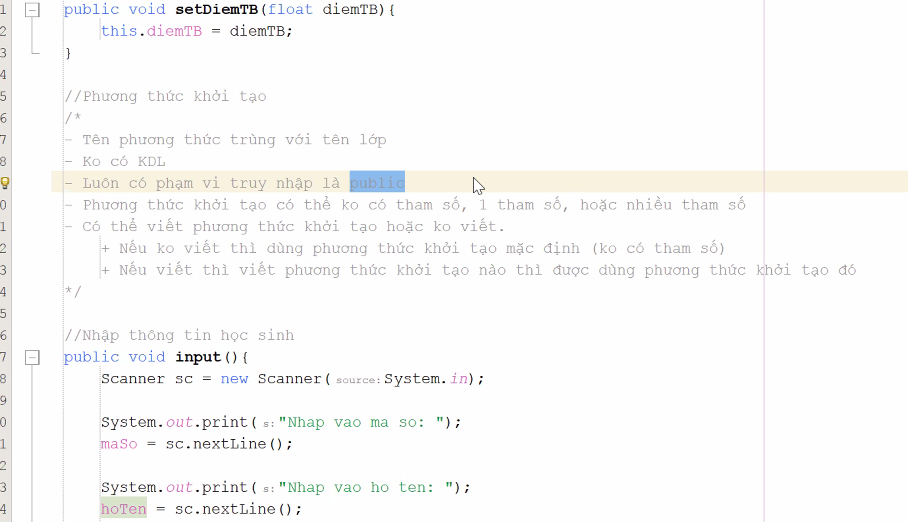 1 public void setDiemTB(float diemTB){
2 this.diemTB = diemTB;
3 }
4
5 //Phương thức khởi tạo
6 /*
7 - Tên phương thức trùng với tên lớp
8 - Ko có KDL
- Luôn có phạm vi truy nhập là public
0 - Phương thức khởi tạo có thể ko có tham số, 1 tham số, hoặc nhiều tham số
1 - Có thể viết phương thức khởi tạo hoặc ko viết.
2 + Nếu ko viết thì dùng phương thức khởi tạo mặc định (ko có tham số)
3 + Nếu viết thì viết phương thức khởi tạo nào thì được dùng phương thức khởi tạo đó
4 */
5
6 //Nhập thông tin học sinh
7 public void input(){
8 Scanner sc = new Scanner(source:System.in);
9
0 System.out.print(s:"Nhap vao ma so: ");
1 maSo = sc.nextLine();
2
3 System.out.print(s:"Nhap vao ho ten: ");
4 hoTen = sc.nextLine();